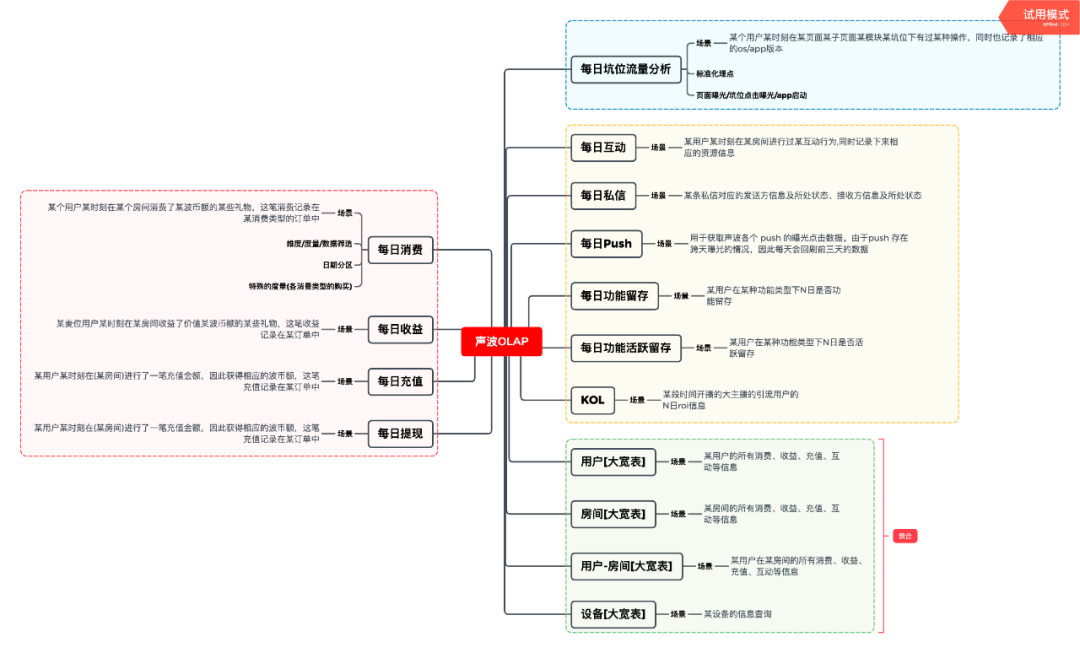 试用模式
每日坑位流量分析
场景
某个用户某时刻在某页面某子页面某模块某坑位下有过某种操作，同时也记录了相应
的os/app版本
标准化埋点
页面曝光/坑位点击曝光/app启动
每日互动
场景
某用户某时刻在某房间进行过某互动行为,同时记录下来相
应的资源信息
每日私信
场景
某条私信对应的发送方信息及所处状态、接收方信息及所处状态
每日Push
场景
用于获取声波各个 push 的曝光点击数据。由于push 存在
跨天曝光的情况，因此每天会回刷前三天的数据
每日功能留存
场景
某用户在某种功能类型下N日是否功
能留存
每日功能活跃留存
场景
某用户在某种功能类型下N日是否活
跃留存
KOL
场景
某段时间开播的大主播的引流用户的
N日roi信息
声波OLAP
某个用户某时刻在某个房间消费了某波币额的某些礼物，这笔消费记录在
某消费类型的订单中
场景
维度/度量/数据筛选
日期分区
特殊的度量(各消费类型的购买)
每日消费
某麦位用户某时刻在某房间收益了价值某波币额的某些礼物，这笔收益
记录在某订单中
场景
每日收益
某用户某时刻在(某房间)进行了一笔充值金额，因此获得相应的波币额，这笔
充值记录在某订单中
场景
每日充值
某用户某时刻在(某房间)进行了一笔充值金额，因此获得相应的波币额，这笔
充值记录在某订单中
场景
每日提现
用户[大宽表]
场景
某用户的所有消费、收益、充值、互
动等信息
房间[大宽表]
场景
某房间的所有消费、收益、充值、互
动等信息
用户-房间[大宽表]
场景
某用户在某房间的所有消费、收益、
充值、互动等信息
设备[大宽表]
场景
某设备的信息查询
聚合